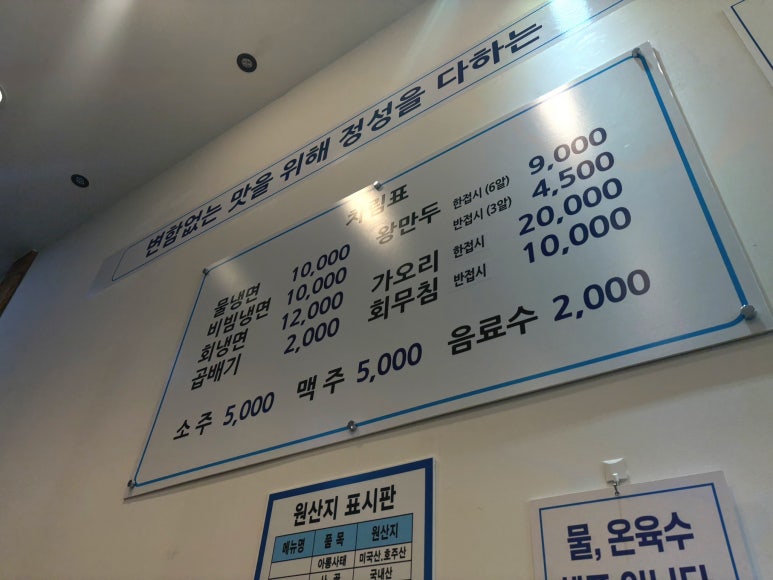 변함없는 맛을 위해 정성을 다하는
차림표
물냉면 10,000
비빔냉면 10,000
회냉면 12,000
곱배기 2,000
왕만두 한접시 (6알) 9,000
반접시 (3알) 4,500
가오리 회무침 한접시 20,000
반접시 10,000
소주 5,000 맥주 5,000 음료수 2,000
원산지 표시판
메뉴명 품목 원산지
아롱사태 미국산,호주산
국내산
물, 온육수